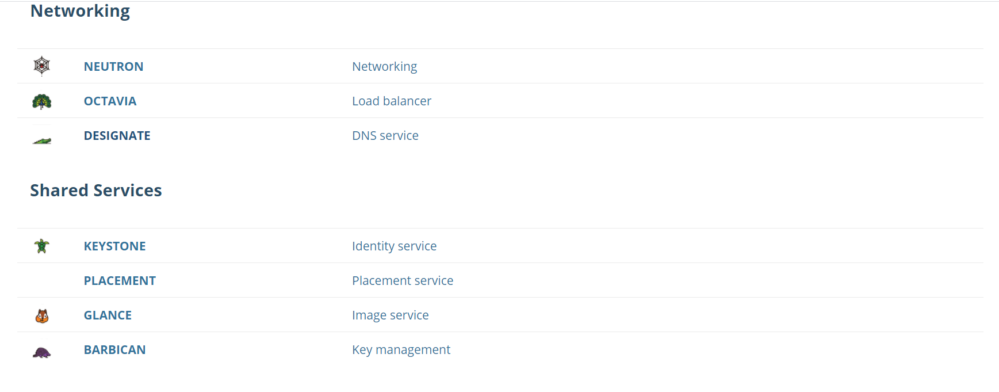 Networking
NEUTRON Networking
OCTAVIA Load balancer
DESIGNATE DNS service
Shared Services
KEYSTONE Identity service
PLACEMENT Placement service
GLANCE Image service
BARBICAN Key management